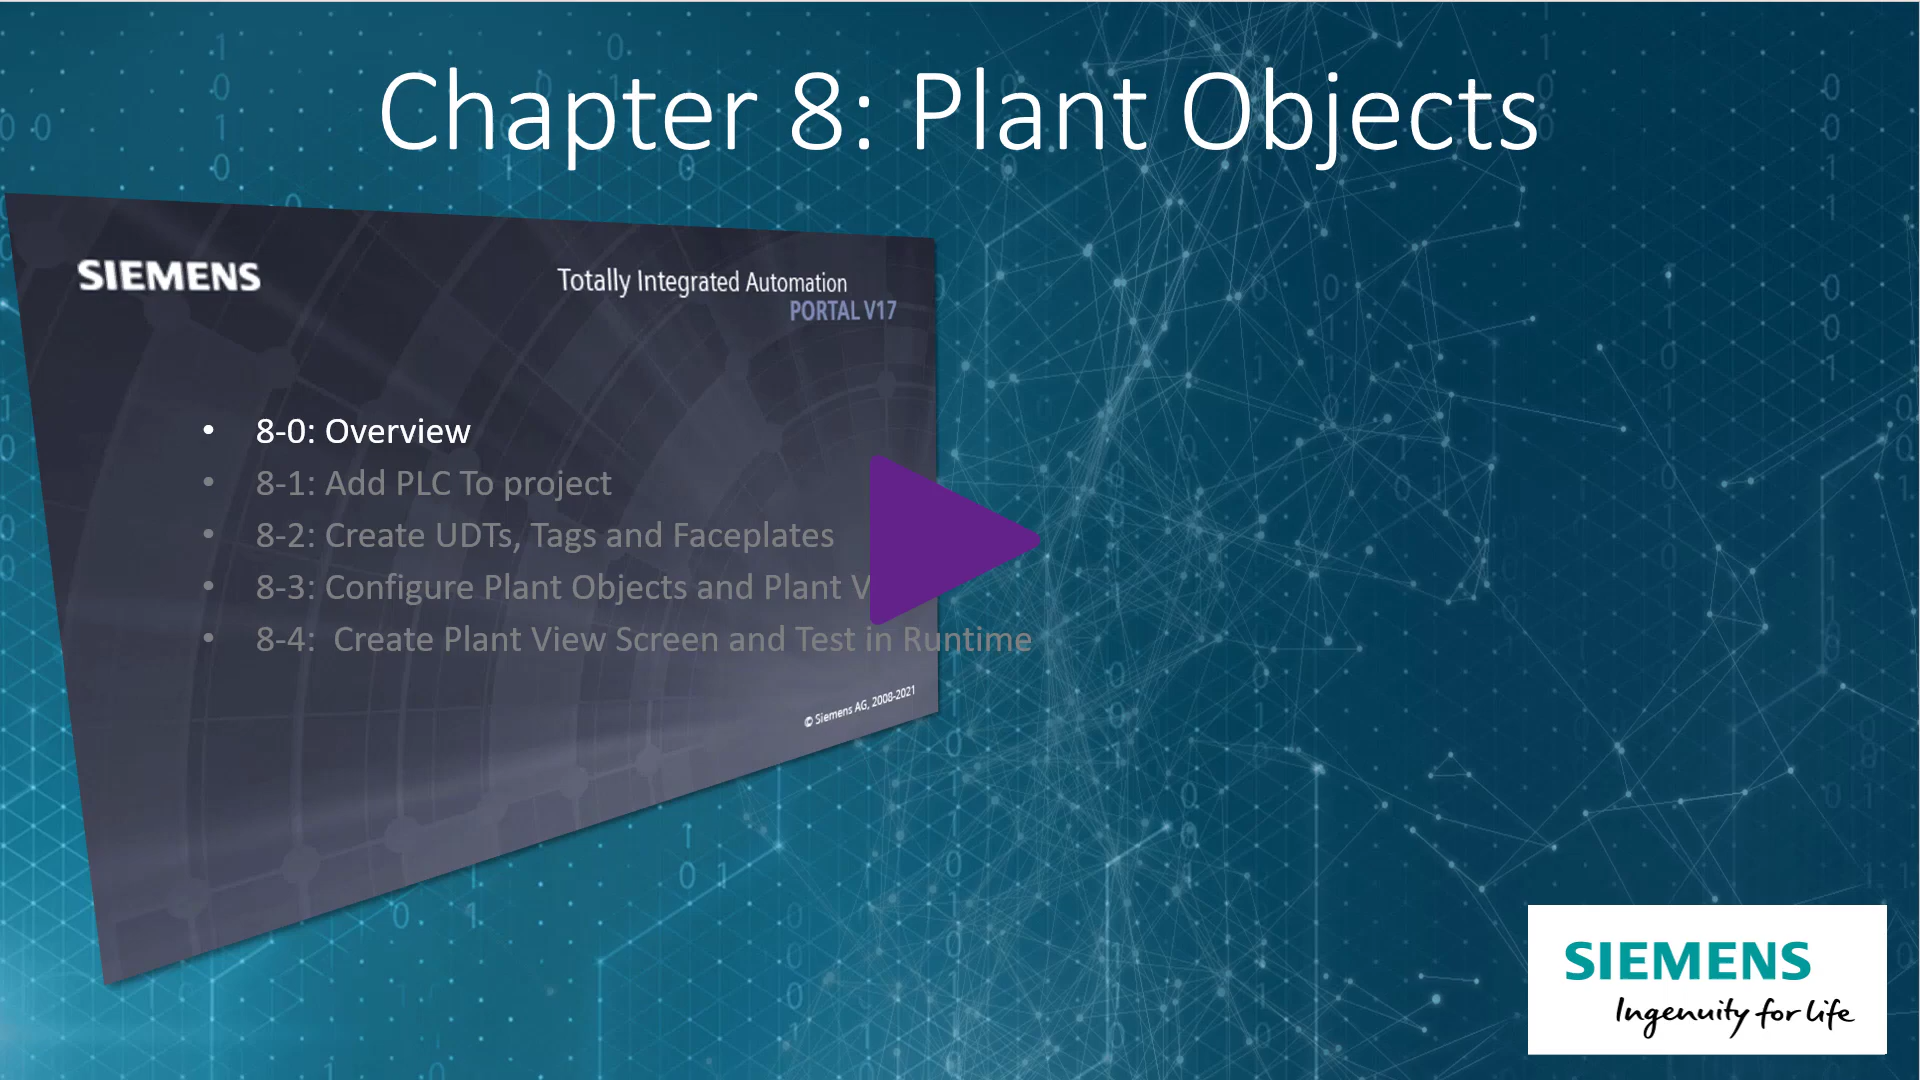 Chapter 8: Plant Objects
SIEMENS
Totally Integrated Automation
PORTAL V17
• 8-0: Overview
• 8-1: Add PLC To project
• 8-2: Create UDTs, Tags and Faceplates
• 8-3: Configure Plant Objects and Plant
• 8-4: Create Plant View Screen and Test in Runtime
© Siemens AG, 2008-2021
SIEMENS
Ingenuity for life